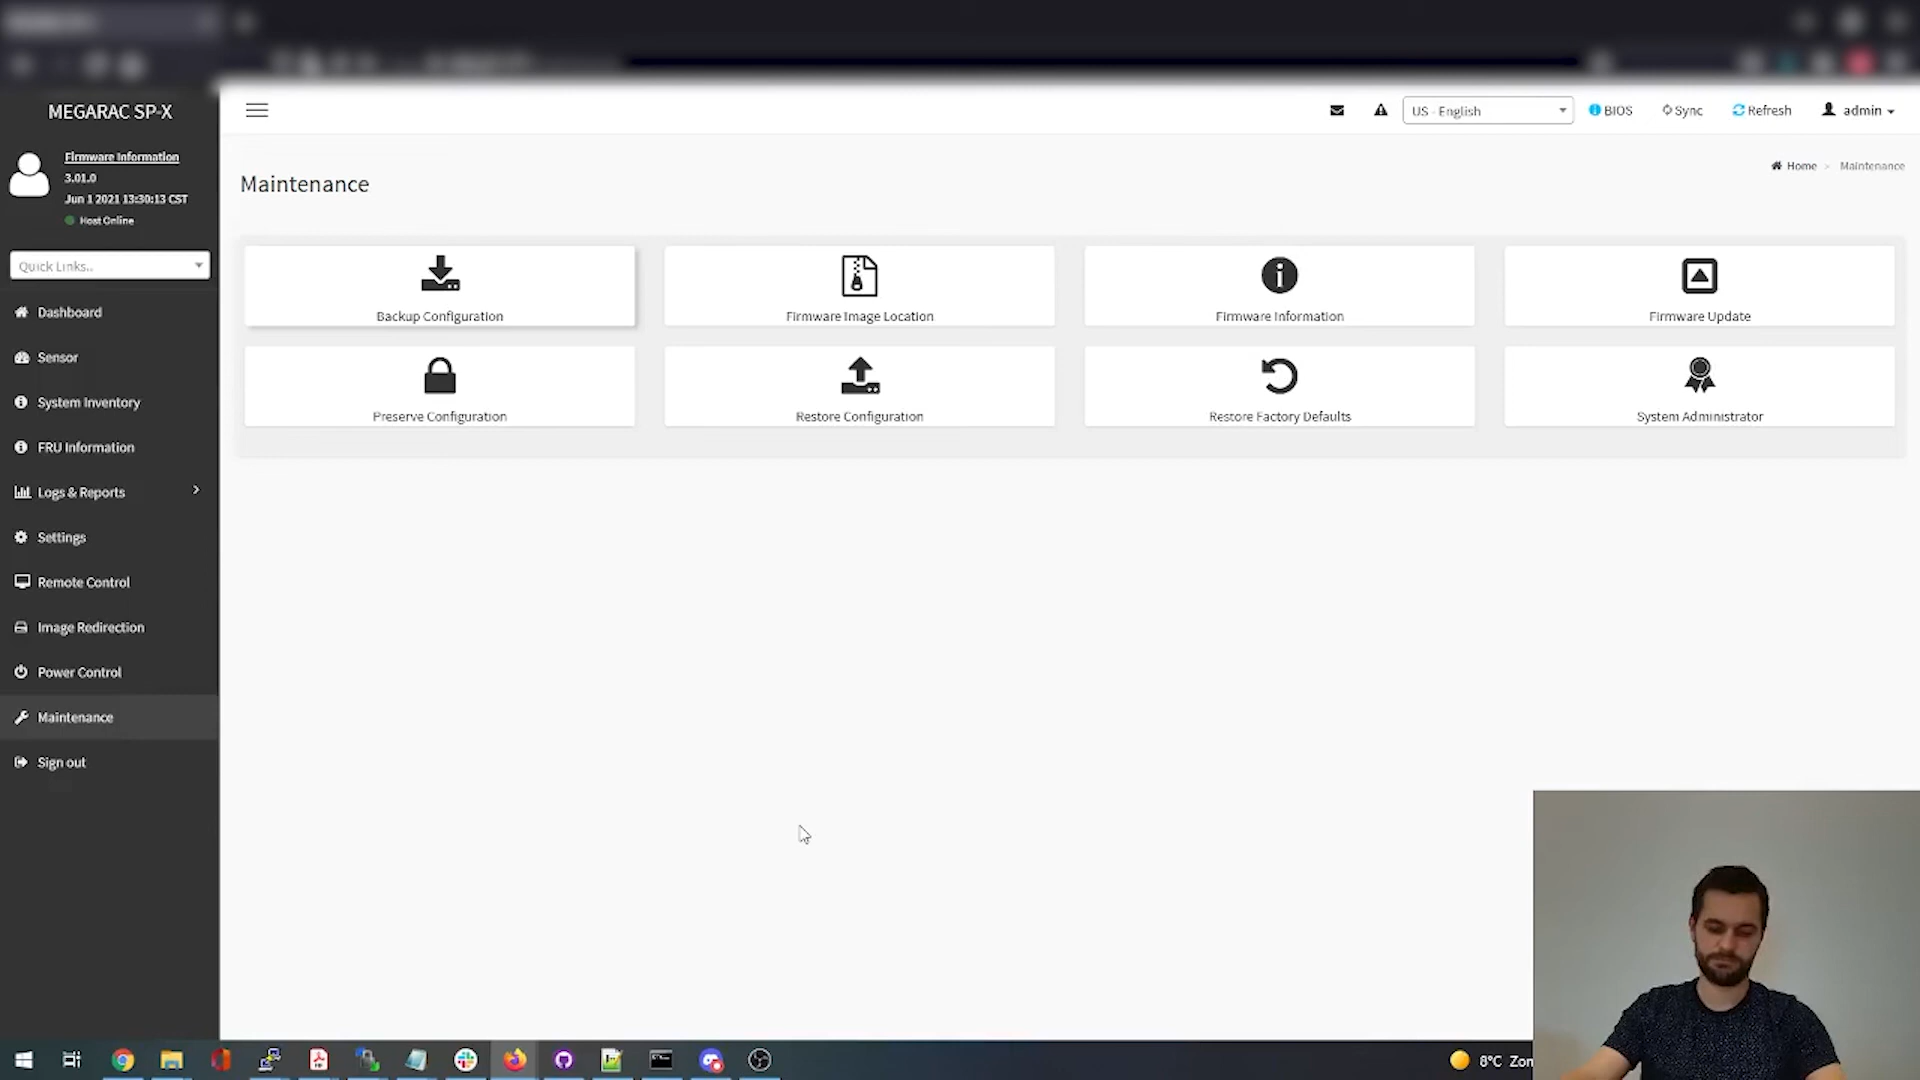 MEGARAC SP-X
Firmware Information
3.01.0
Jun 1 2021 13:30:13 CST
Host Online
Quick Links..
Dashboard
Sensor
System Inventory
FRU Information
Logs & Reports
Settings
Remote Control
Image Redirection
Power Control
Maintenance
Sign out
US - English
BIOS
Sync
Refresh
admin
Maintenance
Home > Maintenance
Backup Configuration
Firmware Image Location
Firmware Information
Firmware Update
Preserve Configuration
Restore Configuration
Restore Factory Defaults
System Administrator
8°C Zon